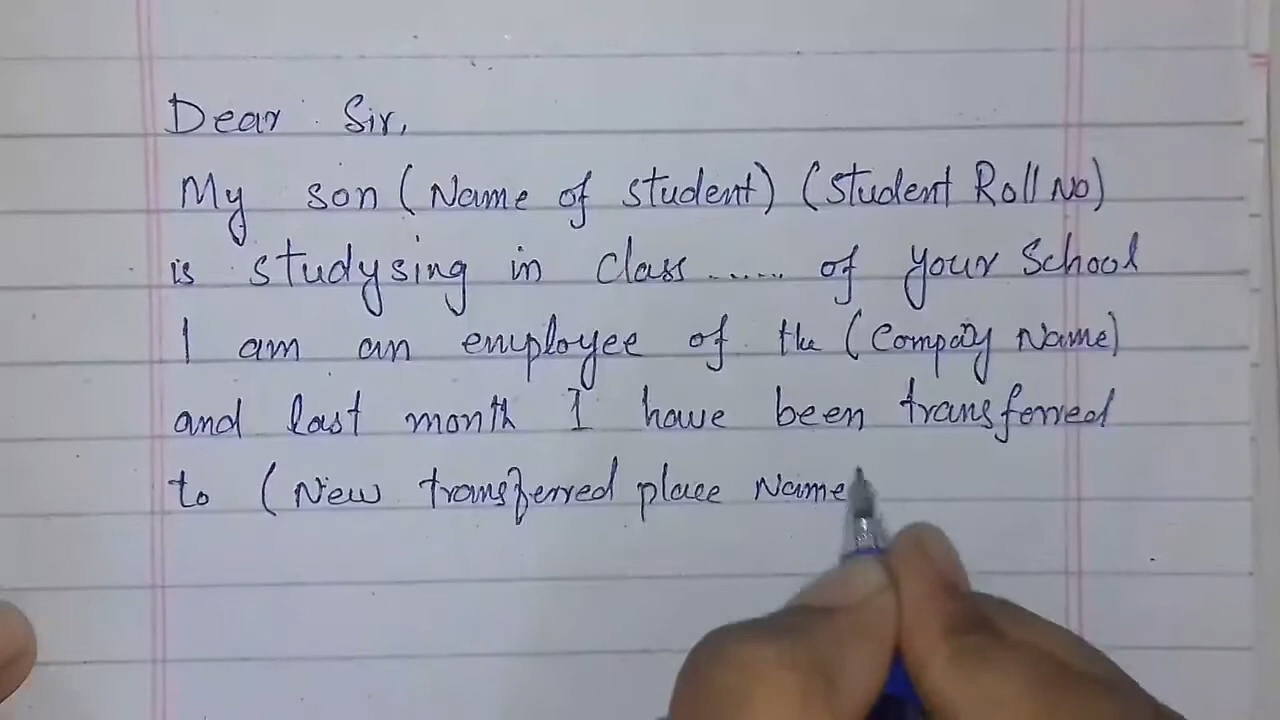 Dear Sir,
My son (Name of student) (Student Roll No)
is studysing in class...... of your School
I am an employee of the (Compay Name)
and last month I have been transferred
to (New transferred place Name